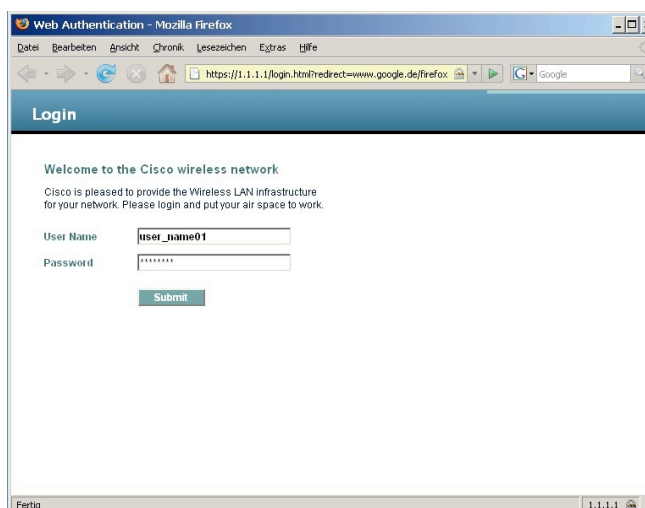 Web Authentication - Mozilla Firefox
Datei Bearbeiten Ansicht Chronik Lesezeichen Extras Hilfe
https://1.1.1.1/login.html?redirect=www.google.de/firefox G Google
Login
Welcome to the Cisco wireless network
Cisco is pleased to provide the Wireless LAN infrastructure
for your network. Please login and put your air space to work.
User Name user_name01
Password ********
Submit
Fertig 1.1.1.1